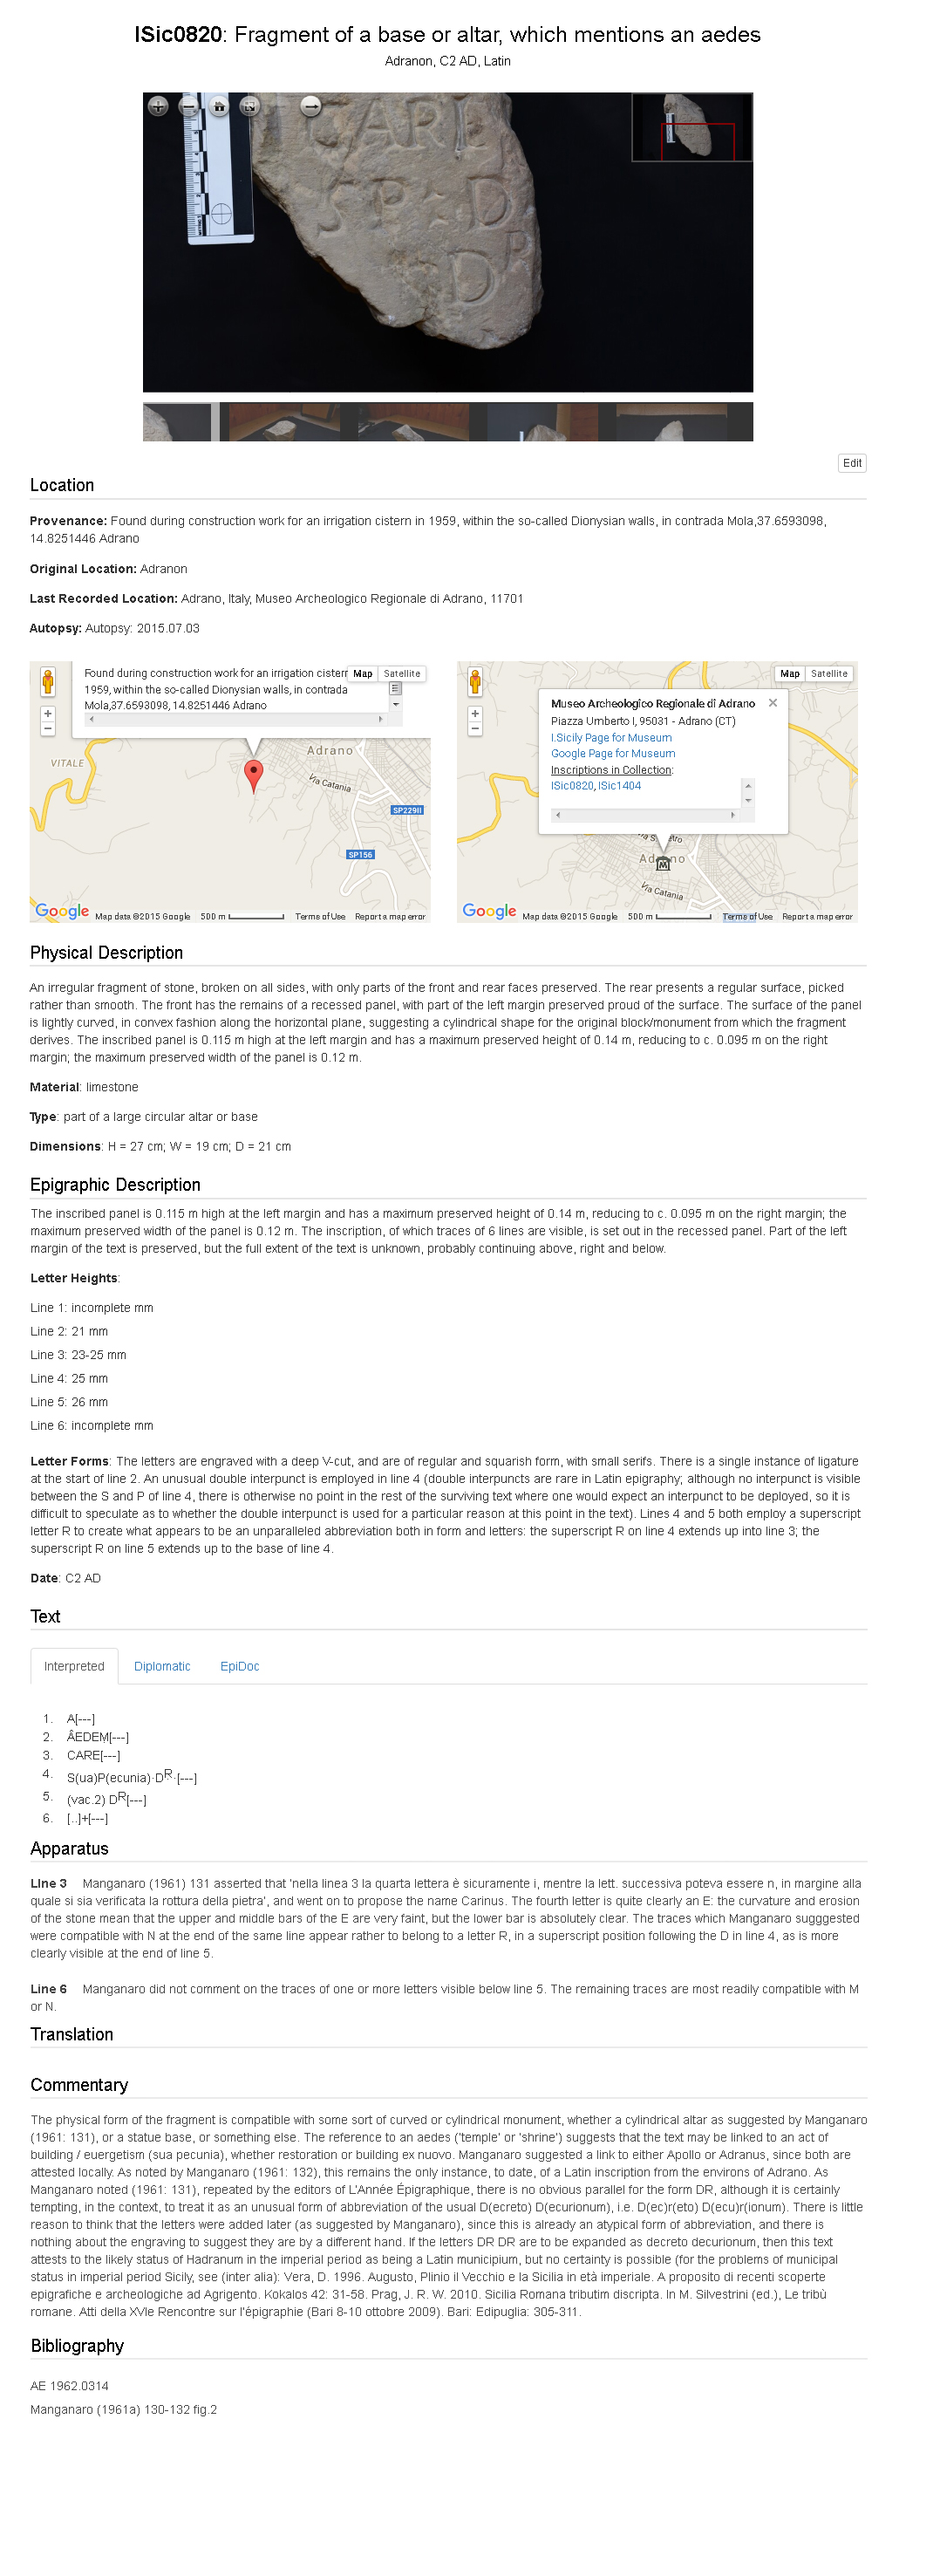 ISic0820: Fragment of a base or altar, which mentions an aedes
Adranon, C2 AD, Latin
CARE
S P D
D
Edit
Location
Provenance: Found during construction work for an irrigation cistern in 1959, within the so-called Dionysian walls, in contrada Mola,37.6593098,
14.8251446 Adrano
Original Location: Adranon
Last Recorded Location: Adrano, Italy, Museo Archeologico Regionale di Adrano, 11701
Autopsy: Autopsy: 2015.07.03
Found during construction work for an irrigation cistern
1959, within the so-called Dionysian walls, in contrada
Mola,37.6593098, 14.8251446 Adrano
Map Satellite
VITALE
Adrano
Via Catania
SP229II
SP156
Google Map data ©2015 Google 500 m Terms of Use Report a map error
Map Satellite
Museo Archeologico Regionale di Adrano
Piazza Umberto I, 95031 - Adrano (CT)
I.Sicily Page for Museum
Google Page for Museum
Inscriptions in Collection:
ISic0820, ISic1404
Via Catania
Google Map data ©2015 Google 500 m Terms of Use Report a map error
Physical Description
An irregular fragment of stone, broken on all sides, with only parts of the front and rear faces preserved. The rear presents a regular surface, picked
rather than smooth. The front has the remains of a recessed panel, with part of the left margin preserved proud of the surface. The surface of the panel
is lightly curved, in convex fashion along the horizontal plane, suggesting a cylindrical shape for the original block/monument from which the fragment
derives. The inscribed panel is 0.115 m high at the left margin and has a maximum preserved height of 0.14 m, reducing to c. 0.095 m on the right
margin; the maximum preserved width of the panel is 0.12 m.
Material: limestone
Type: part of a large circular altar or base
Dimensions: H = 27 cm; W = 19 cm; D = 21 cm
Epigraphic Description
The inscribed panel is 0.115 m high at the left margin and has a maximum preserved height of 0.14 m, reducing to c. 0.095 m on the right margin; the
maximum preserved width of the panel is 0.12 m. The inscription, of which traces of 6 lines are visible, is set out in the recessed panel. Part of the left
margin of the text is preserved, but the full extent of the text is unknown, probably continuing above, right and below.
Letter Heights:
Line 1: incomplete mm
Line 2: 21 mm
Line 3: 23-25 mm
Line 4: 25 mm
Line 5: 26 mm
Line 6: incomplete mm
Letter Forms: The letters are engraved with a deep V-cut, and are of regular and squarish form, with small serifs. There is a single instance of ligature
at the start of line 2. An unusual double interpunct is employed in line 4 (double interpuncts are rare in Latin epigraphy; although no interpunct is visible
between the S and P of line 4, there is otherwise no point in the rest of the surviving text where one would expect an interpunct to be deployed, so it is
difficult to speculate as to whether the double interpunct is used for a particular reason at this point in the text). Lines 4 and 5 both employ a superscript
letter R to create what appears to be an unparalleled abbreviation both in form and letters: the superscript R on line 4 extends up into line 3; the
superscript R on line 5 extends up to the base of line 4.
Date: C2 AD
Text
Interpreted Diplomatic EpiDoc
1. A[---]
2. ÂEDEṂ[---]
3. CARE[---]
4. S(ua)P(ecunia)·DR·[---]
5. (vac.2) DR[---]
6. [..]+[---]
Apparatus
Line 3 Manganaro (1961) 131 asserted that 'nella linea 3 la quarta lettera è sicuramente i, mentre la lett. successiva poteva essere n, in margine alla
quale si sia verificata la rottura della pietra', and went on to propose the name Carinus. The fourth letter is quite clearly an E: the curvature and erosion
of the stone mean that the upper and middle bars of the E are very faint, but the lower bar is absolutely clear. The traces which Manganaro sugggested
were compatible with N at the end of the same line appear rather to belong to a letter R, in a superscript position following the D in line 4, as is more
clearly visible at the end of line 5.
Line 6 Manganaro did not comment on the traces of one or more letters visible below line 5. The remaining traces are most readily compatible with M
or N.
Translation
Commentary
The physical form of the fragment is compatible with some sort of curved or cylindrical monument, whether a cylindrical altar as suggested by Manganaro
(1961: 131), or a statue base, or something else. The reference to an aedes ('temple' or 'shrine') suggests that the text may be linked to an act of
building / euergetism (sua pecunia), whether restoration or building ex nuovo. Manganaro suggested a link to either Apollo or Adranus, since both are
attested locally. As noted by Manganaro (1961: 132), this remains the only instance, to date, of a Latin inscription from the environs of Adrano. As
Manganaro noted (1961: 131), repeated by the editors of L'Année Épigraphique, there is no obvious parallel for the form DR, although it is certainly
tempting, in the context, to treat it as an unusual form of abbreviation of the usual D(ecreto) D(ecurionum), i.e. D(ec)r(eto) D(ecu)r(ionum). There is little
reason to think that the letters were added later (as suggested by Manganaro), since this is already an atypical form of abbreviation, and there is
nothing about the engraving to suggest they are by a different hand. If the letters DR DR are to be expanded as decreto decurionum, then this text
attests to the likely status of Hadranum in the imperial period as being a Latin municipium, but no certainty is possible (for the problems of municipal
status in imperial period Sicily, see (inter alia): Vera, D. 1996. Augusto, Plinio il Vecchio e la Sicilia in età imperiale. A proposito di recenti scoperte
epigrafiche e archeologiche ad Agrigento. Kokalos 42: 31-58. Prag, J. R. W. 2010. Sicilia Romana tributim discripta. In M. Silvestrini (ed.), Le tribù
romane. Atti della XVIe Rencontre sur l'épigraphie (Bari 8-10 ottobre 2009). Bari: Edipuglia: 305-311.
Bibliography
AE 1962.0314
Manganaro (1961a) 130-132 fig.2